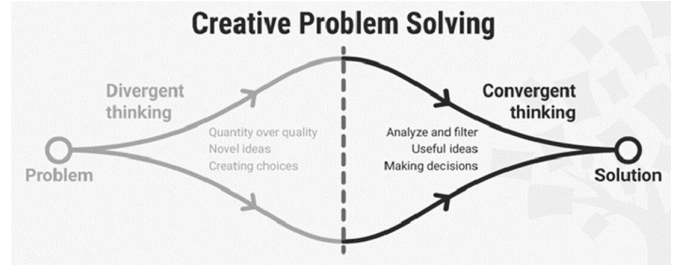 Creative Problem Solving
Divergent
thinking
Quantity over quality
Novel ideas
Creating choices
Problem
Convergent
thinking
Analyze and filter
Useful ideas
Making decisions
Solution